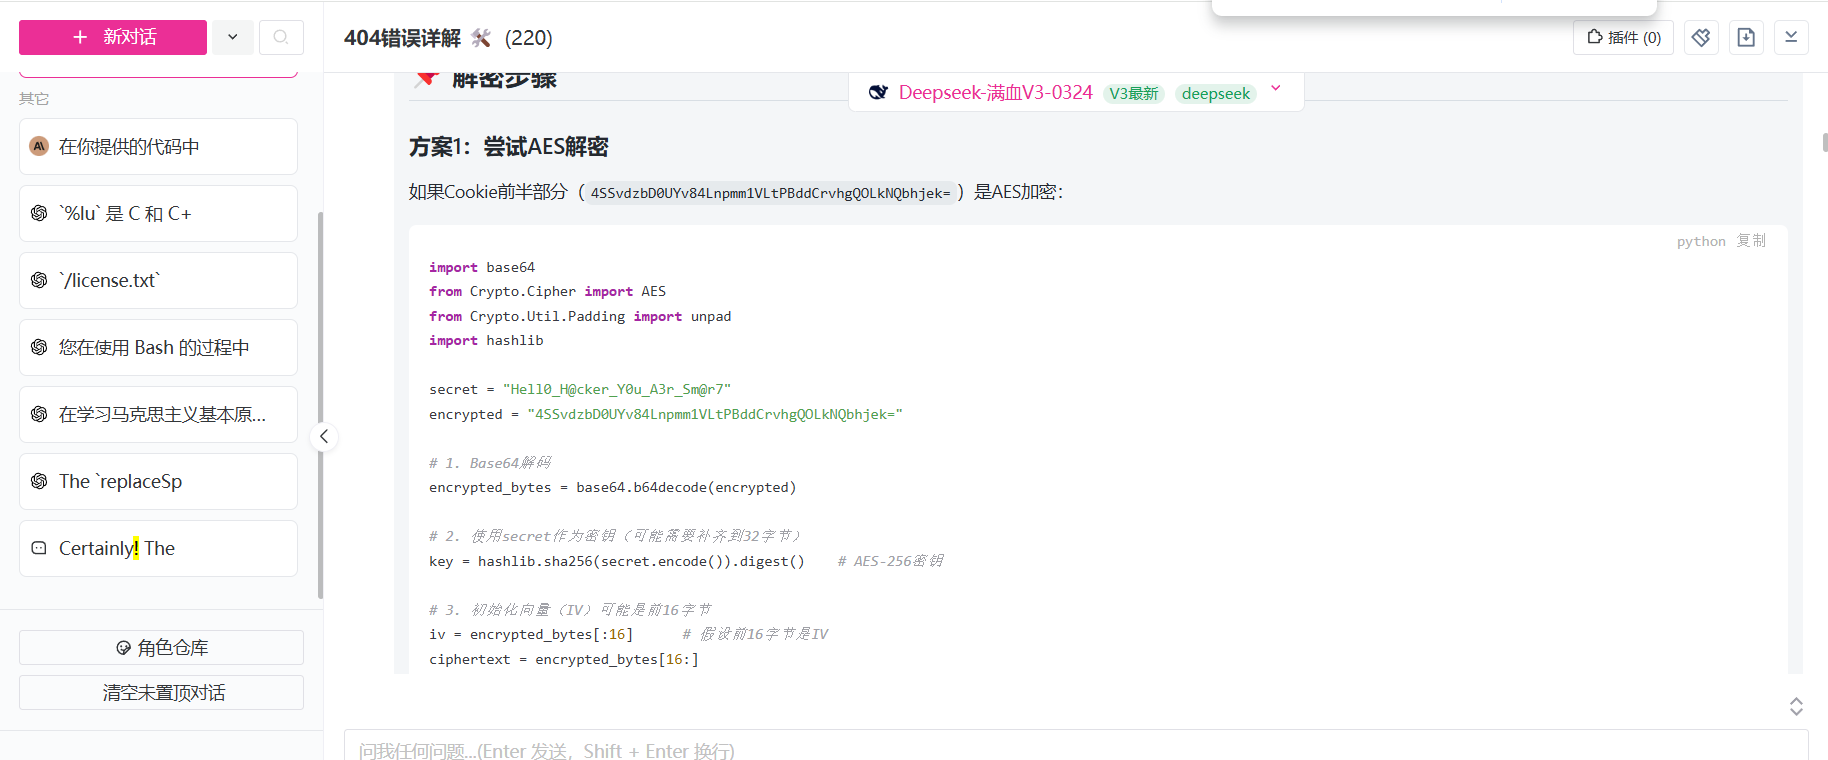 新对话
404错误详解 🛠️ (220)
插件 (0)
其它
在你提供的代码中
`%lu` 是 C 和 C+
`/license.txt`
您在使用 Bash 的过程中
在学习马克思主义基本原...
The `replaceSp
Certainly! The
角色仓库
清空未置顶对话
📌 解密步骤
Deepseek-满血V3-0324 V3最新 deepseek
方案1：尝试AES解密
如果Cookie前半部分（4SSvdzbD0UYv84Lnpmm1VLtPBddCrvhgQOLkNQbhjek=）是AES加密：
python 复制
import base64
from Crypto.Cipher import AES
from Crypto.Util.Padding import unpad
import hashlib
secret = "Hell0_H@cker_Y0u_A3r_Sm@r7"
encrypted = "4SSvdzbD0UYv84Lnpmm1VLtPBddCrvhgQOLkNQbhjek="
# 1. Base64解码
encrypted_bytes = base64.b64decode(encrypted)
# 2. 使用secret作为密钥（可能需要补齐到32字节）
key = hashlib.sha256(secret.encode()).digest() # AES-256密钥
# 3. 初始化向量（IV）可能是前16字节
iv = encrypted_bytes[:16] # 假设前16字节是IV
ciphertext = encrypted_bytes[16:]
问我任何问题...(Enter 发送, Shift + Enter 换行)